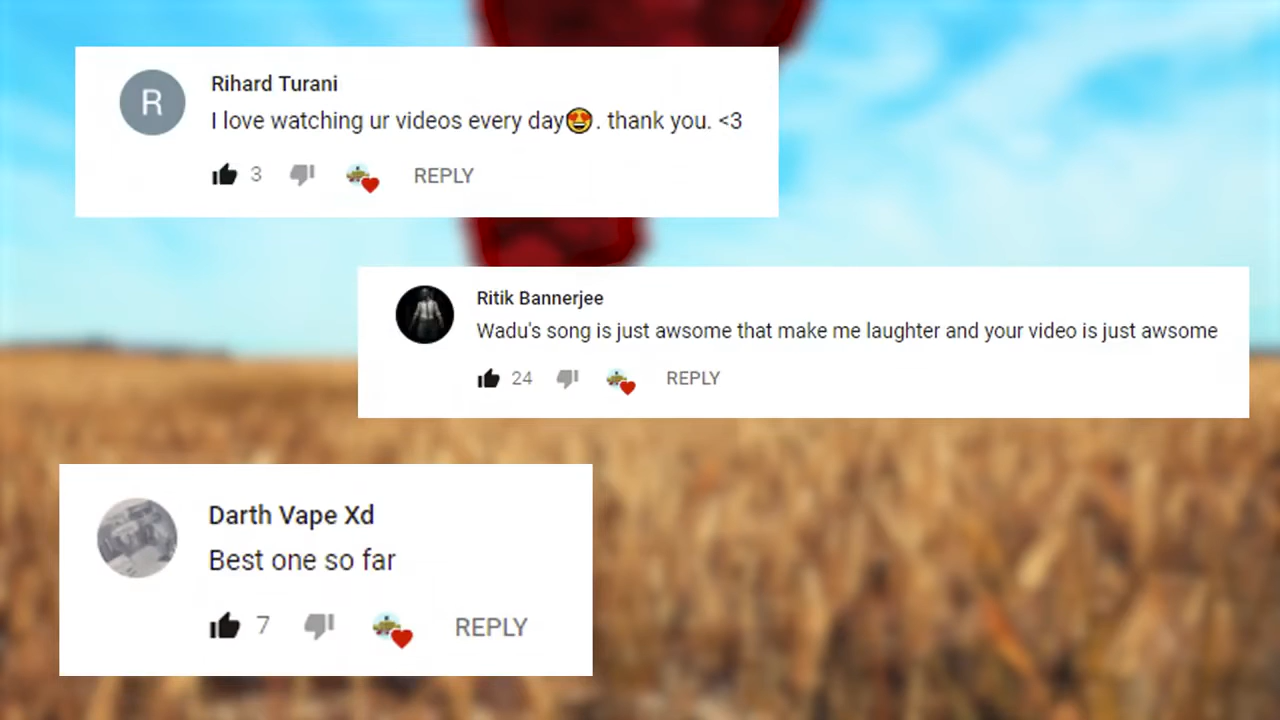 R
Rihard Turani
I love watching ur videos every day😍. thank you. <3
3
REPLY
Ritik Bannerjee
Wadu's song is just awsome that make me laughter and your video is just awsome
24
REPLY
Darth Vape Xd
Best one so far
7
REPLY